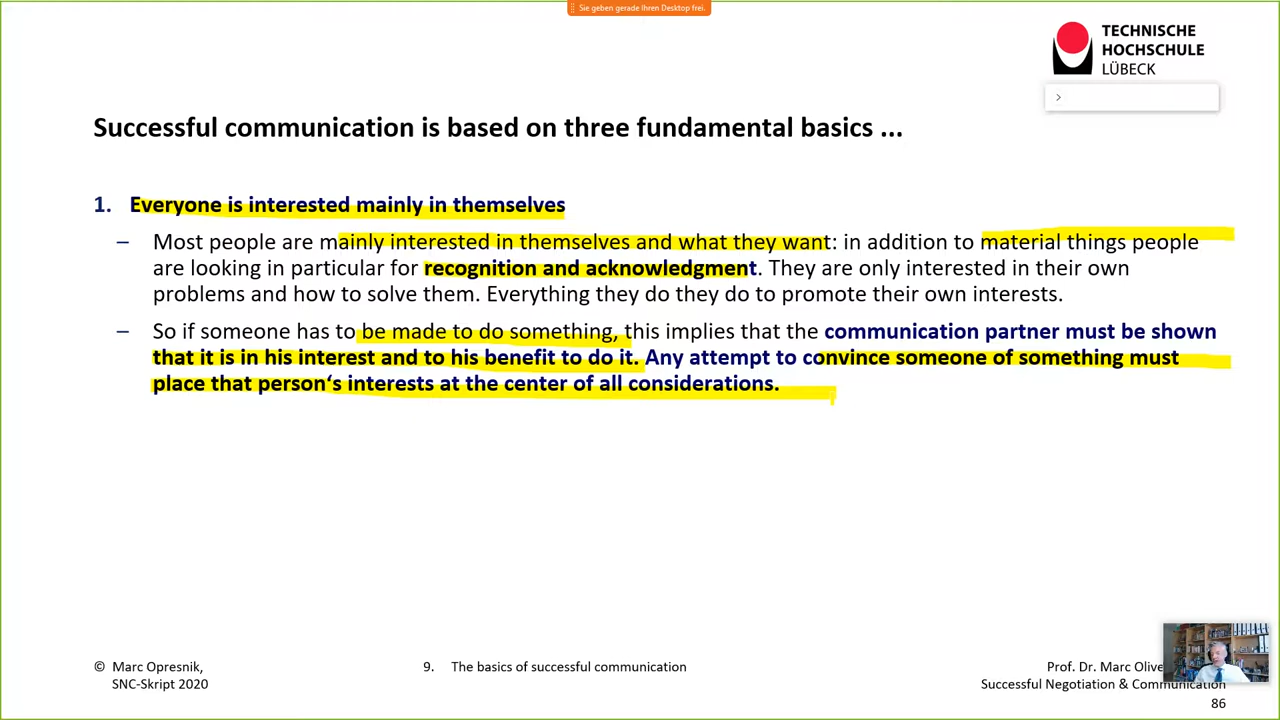 Sie geben gerade Ihren Desktop frei.
TECHNISCHE
HOCHSCHULE
LÜBECK
Successful communication is based on three fundamental basics ...
1. Everyone is interested mainly in themselves
– Most people are mainly interested in themselves and what they want: in addition to material things people
are looking in particular for recognition and acknowledgment. They are only interested in their own
problems and how to solve them. Everything they do they do to promote their own interests.
– So if someone has to be made to do something, this implies that the communication partner must be shown
that it is in his interest and to his benefit to do it. Any attempt to convince someone of something must
place that person‘s interests at the center of all considerations.
© Marc Opresnik, 9. The basics of successful communication Prof. Dr. Marc
SNC-Skript 2020 Successful Negotiation & Communication
86